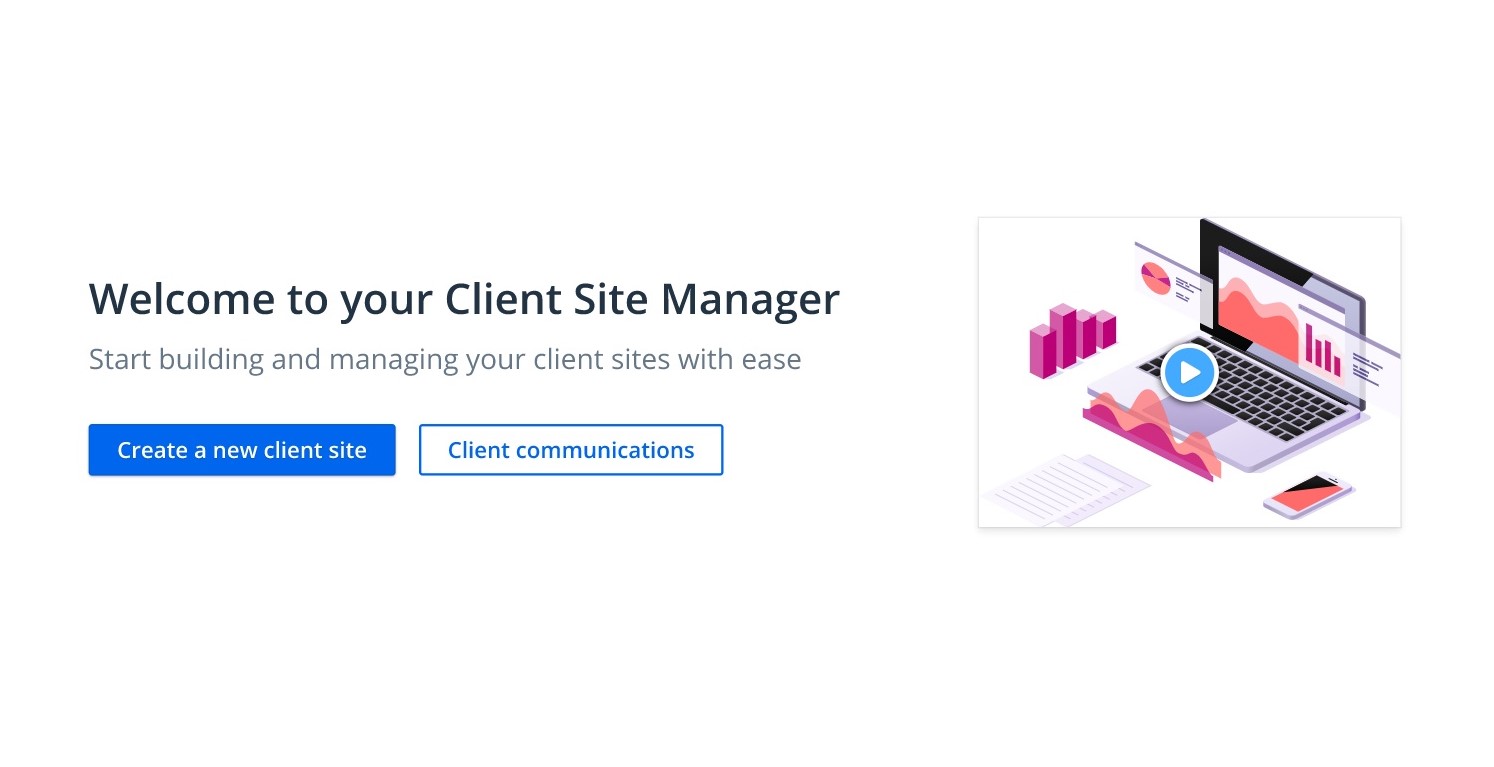 Welcome to your Client Site Manager
Start building and managing your client sites with ease
Create a new client site
Client communications